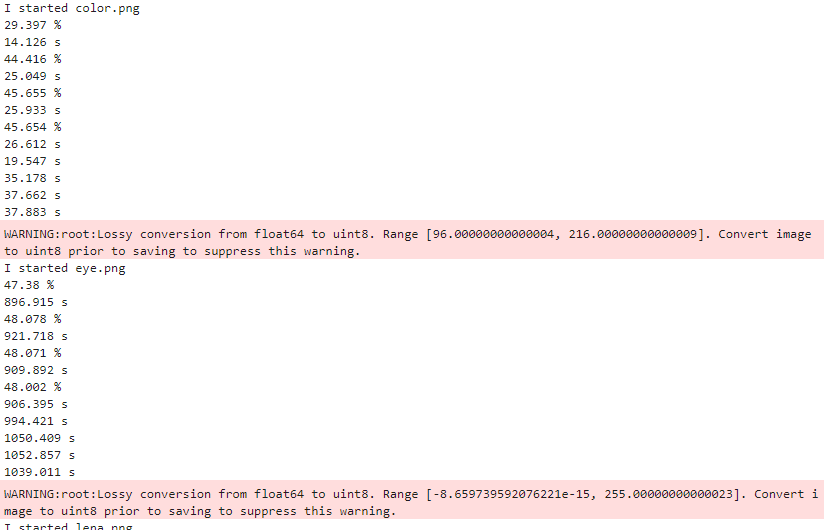 I started color.png
29.397 %
14.126 s
44.416 %
25.049 s
45.655 %
25.933 s
45.654 %
26.612 s
19.547 s
35.178 s
37.662 s
37.883 s
WARNING:root:Lossy conversion from float64 to uint8. Range [96.00000000000004, 216.00000000000009]. Convert image
to uint8 prior to saving to suppress this warning.
I started eye.png
47.38 %
896.915 s
48.078 %
921.718 s
48.071 %
909.892 s
48.002 %
906.395 s
994.421 s
1050.409 s
1052.857 s
1039.011 s
WARNING:root:Lossy conversion from float64 to uint8. Range [-8.659739592076221e-15, 255.00000000000023]. Convert i
mage to uint8 prior to saving to suppress this warning.
I started lena.png